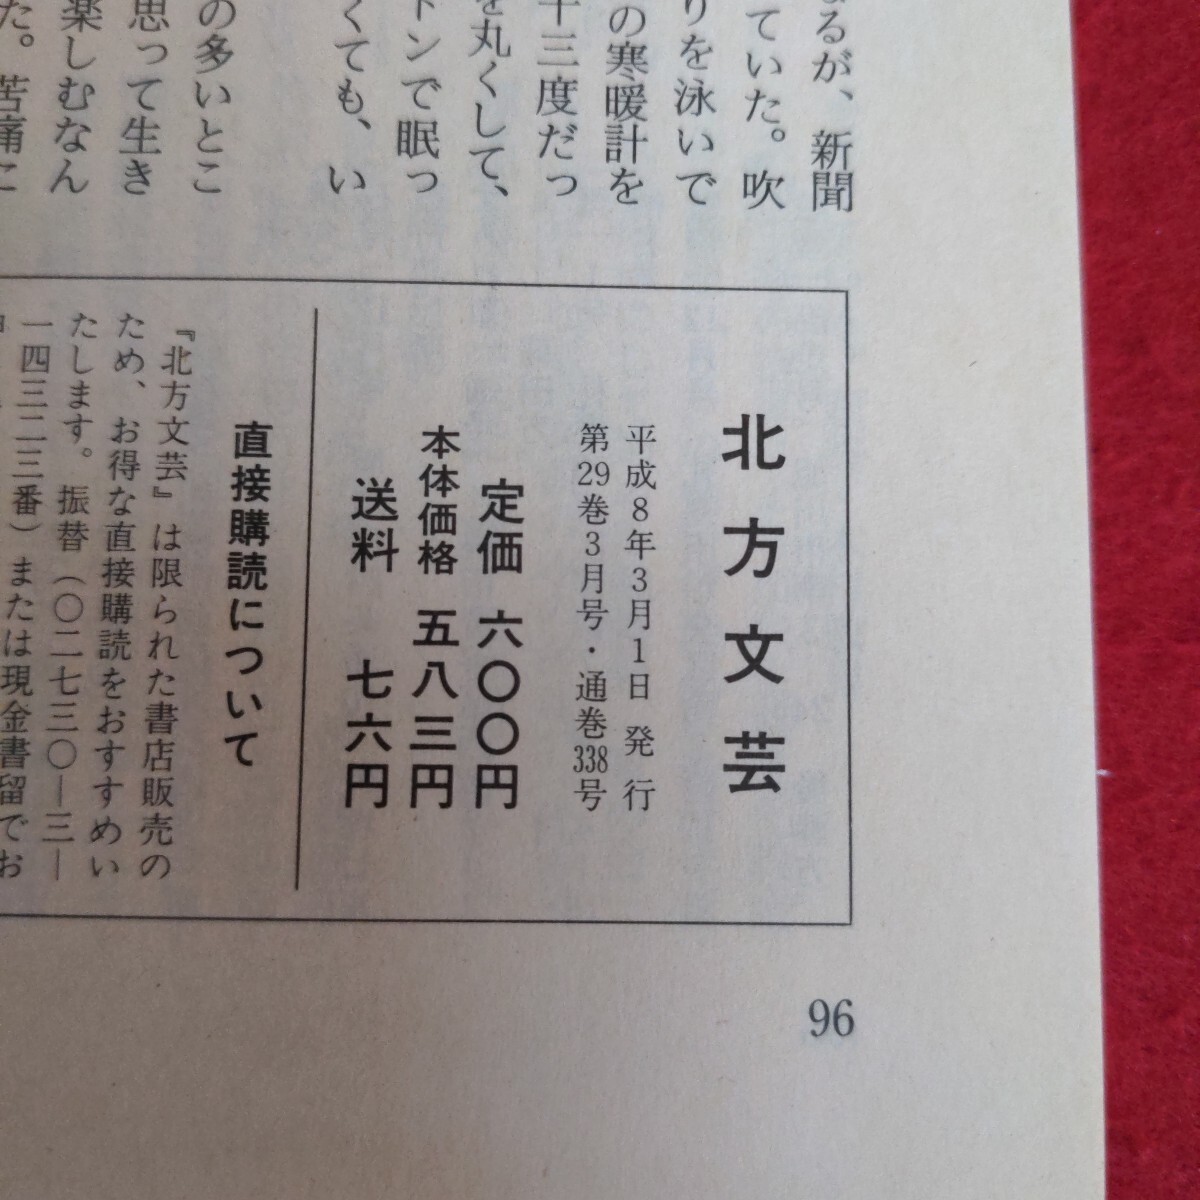 るが、新聞
ていた。吹
りを泳いで
の寒暖計を
十三度だっ
を丸くして、
トンで眠っ
くても、い
の多いとこ
思って生き
楽しむなん
た。苦痛に
北方文芸
平成8年3月1日 発行
第29巻3月号・通巻338号
定価 六〇〇円
本体価格 五八三円
送料 七六円
直接購読について
『北方文芸』は限られた書店販売の
ため、お得な直接購読をおすすめい
たします。振替(〇二七三〇―三―
一四三二三番)または現金書留でお
96